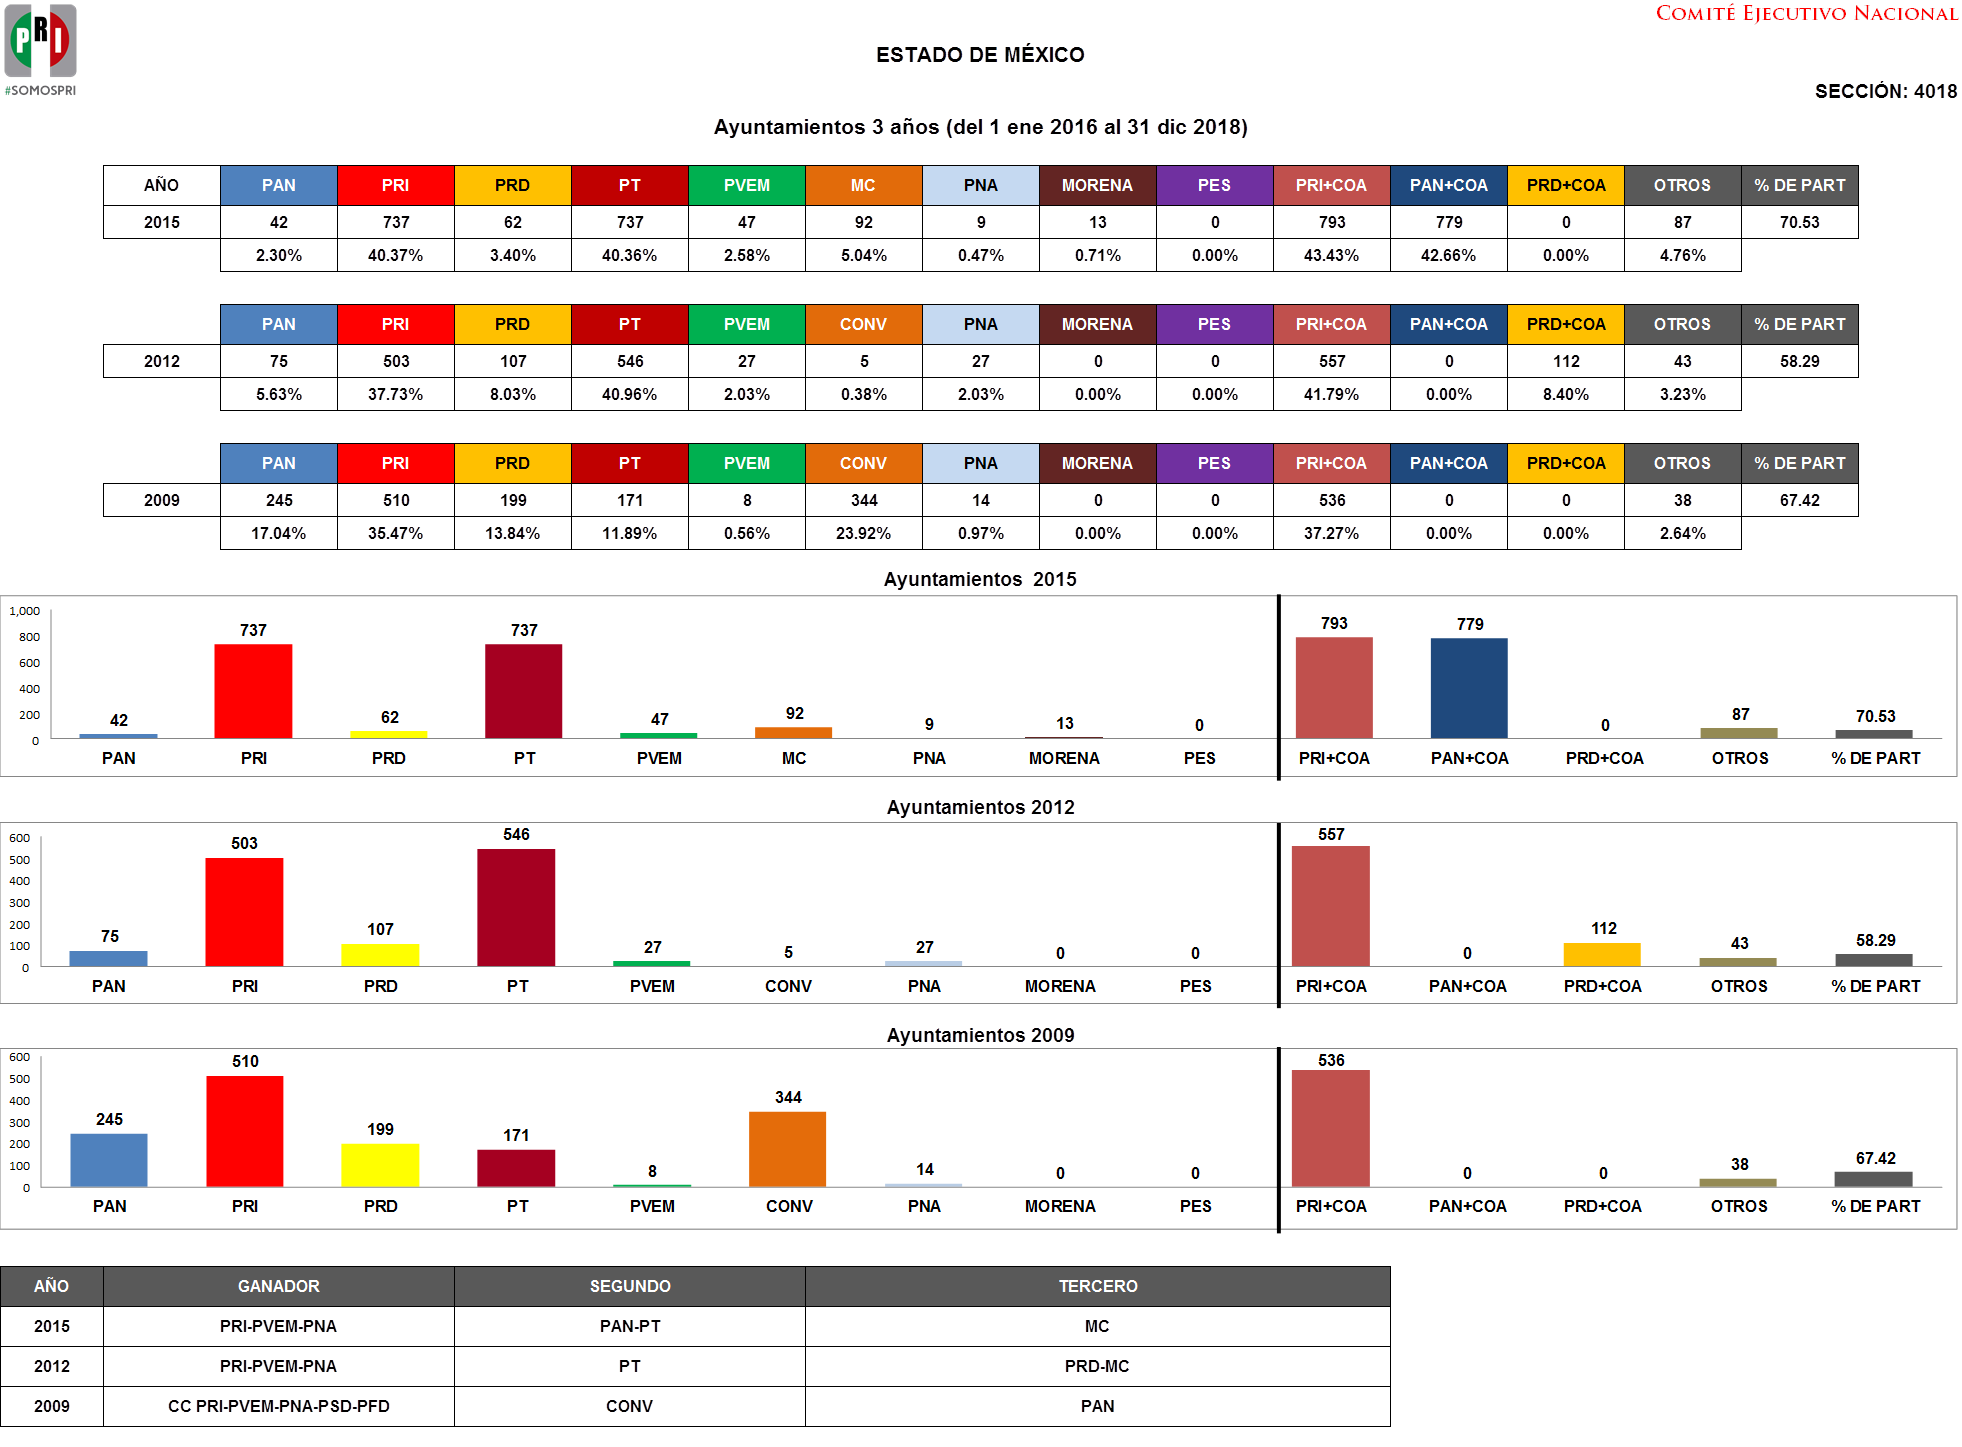 PRI
#SOMOSPRI
COMITÉ EJECUTIVO NACIONAL
ESTADO DE MÉXICO
SECCIÓN: 4018
Ayuntamientos 3 años (del 1 ene 2016 al 31 dic 2018)
AÑO PAN PRI PRD PT PVEM MC PNA MORENA PES PRI+COA PAN+COA PRD+COA OTROS % DE PART
2015 42 737 62 737 47 92 9 13 0 793 779 0 87 70.53
2.30% 40.37% 3.40% 40.36% 2.58% 5.04% 0.47% 0.71% 0.00% 43.43% 42.66% 0.00% 4.76%
PAN PRI PRD PT PVEM CONV PNA MORENA PES PRI+COA PAN+COA PRD+COA OTROS % DE PART
2012 75 503 107 546 27 5 27 0 0 557 0 112 43 58.29
5.63% 37.73% 8.03% 40.96% 2.03% 0.38% 2.03% 0.00% 0.00% 41.79% 0.00% 8.40% 3.23%
PAN PRI PRD PT PVEM CONV PNA MORENA PES PRI+COA PAN+COA PRD+COA OTROS % DE PART
2009 245 510 199 171 8 344 14 0 0 536 0 0 38 67.42
17.04% 35.47% 13.84% 11.89% 0.56% 23.92% 0.97% 0.00% 0.00% 37.27% 0.00% 0.00% 2.64%
Ayuntamientos 2015
1,000
800
600
400
200
0
42 737 62 737 47 92 9 13 0 793 779 0 87 70.53
PAN PRI PRD PT PVEM MC PNA MORENA PES PRI+COA PAN+COA PRD+COA OTROS % DE PART
Ayuntamientos 2012
600
500
400
300
200
100
0
75 503 107 546 27 5 27 0 0 557 0 112 43 58.29
PAN PRI PRD PT PVEM CONV PNA MORENA PES PRI+COA PAN+COA PRD+COA OTROS % DE PART
Ayuntamientos 2009
600
500
400
300
200
100
0
245 510 199 171 8 344 14 0 0 536 0 0 38 67.42
PAN PRI PRD PT PVEM CONV PNA MORENA PES PRI+COA PAN+COA PRD+COA OTROS % DE PART
AÑO GANADOR SEGUNDO TERCERO
2015 PRI-PVEM-PNA PAN-PT MC
2012 PRI-PVEM-PNA PT PRD-MC
2009 CC PRI-PVEM-PNA-PSD-PFD CONV PAN